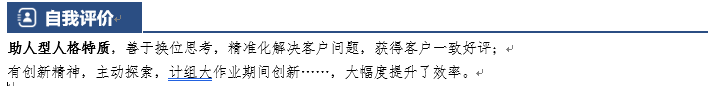 自我评价
助人型人格特质，善于换位思考，精准化解决客户问题，获得客户一致好评；
有创新精神，主动探索，计组大作业期间创新……，大幅度提升了效率。